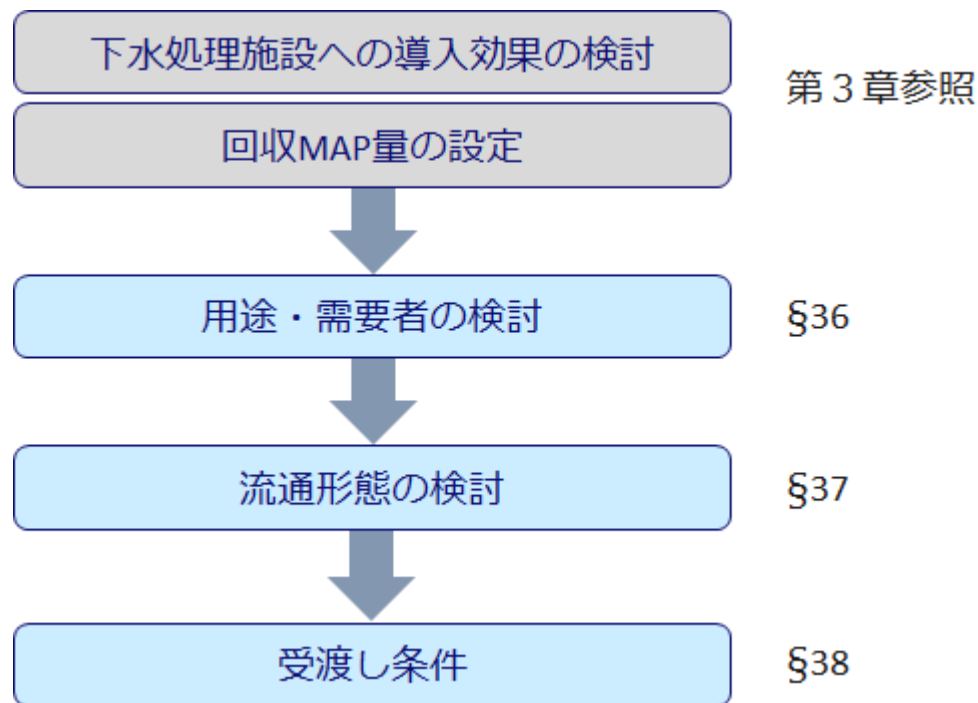 下水処理施設への導入効果の検討
第３章参照
回収MAP量の設定
用途・需要者の検討
§36
流通形態の検討
§37
受渡し条件
§38